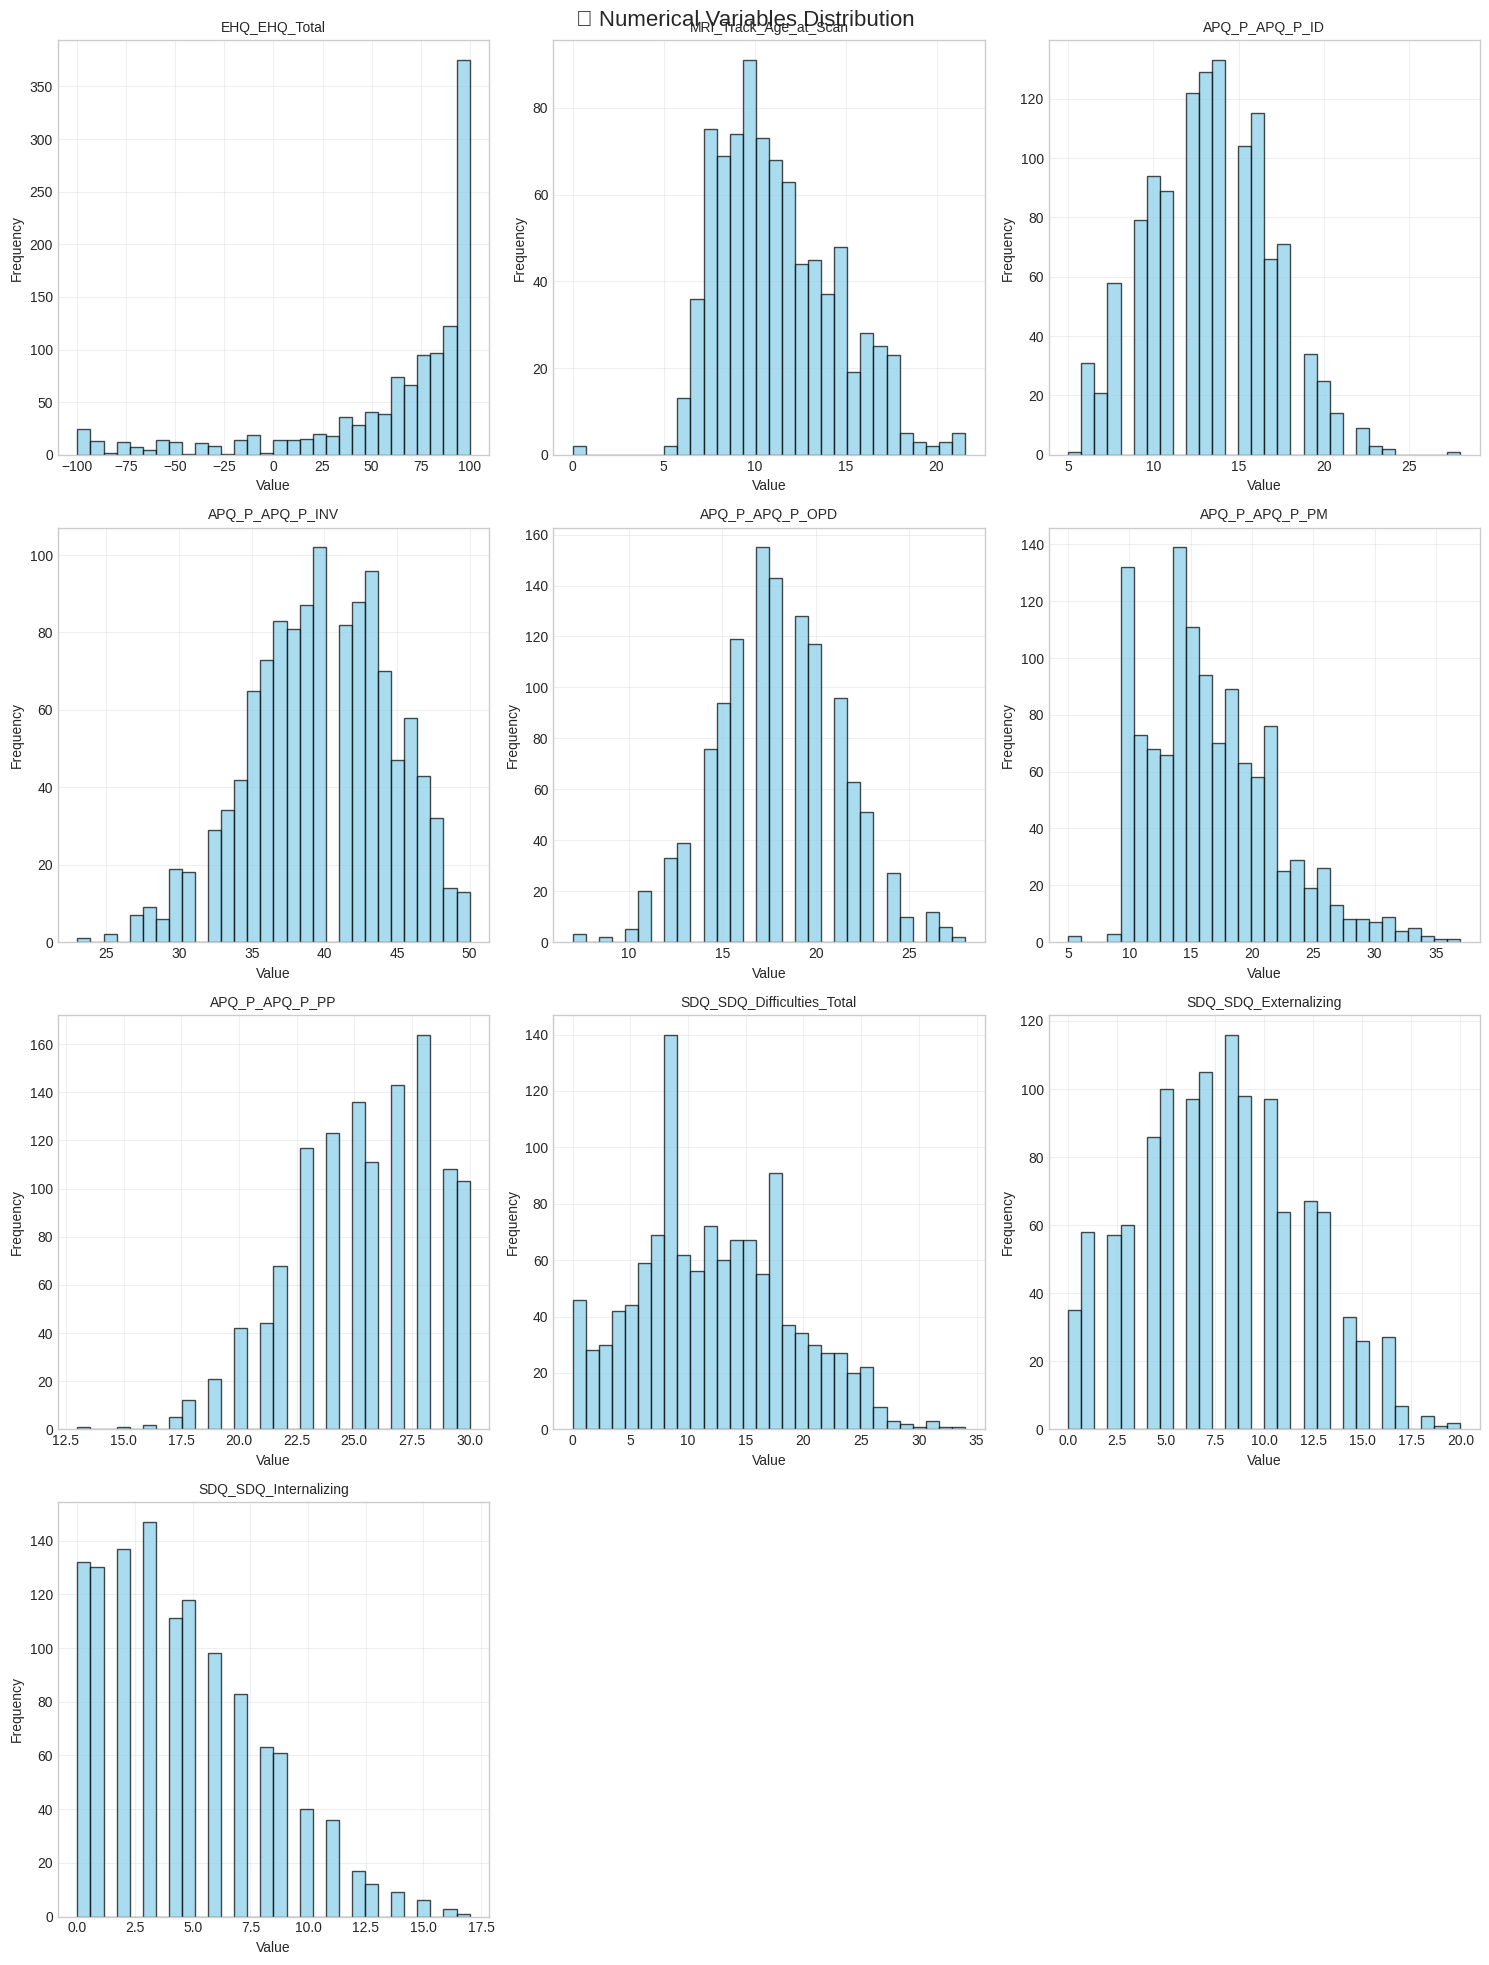 ▯ Numerical Variables Distribution
EHQ_EHQ_Total
MRI_Track_Age_at_Scan
APQ_P_APQ_P_ID
Frequency
0
50
100
150
200
250
300
350
−100 −75 −50 −25 0 25 50 75 100
Value
Frequency
0
20
40
60
80
0 5 10 15 20
Value
Frequency
0
20
40
60
80
100
120
5 10 15 20 25
Value
APQ_P_APQ_P_INV
Frequency
0
20
40
60
80
100
25 30 35 40 45 50
Value
APQ_P_APQ_P_OPD
Frequency
0
20
40
60
80
100
120
140
160
10 15 20 25
Value
APQ_P_APQ_P_PM
Frequency
0
20
40
60
80
100
120
140
5 10 15 20 25 30 35
Value
APQ_P_APQ_P_PP
Frequency
0
20
40
60
80
100
120
140
160
12.5 15.0 17.5 20.0 22.5 25.0 27.5 30.0
Value
SDQ_SDQ_Difficulties_Total
Frequency
0
20
40
60
80
100
120
140
0 5 10 15 20 25 30 35
Value
SDQ_SDQ_Externalizing
Frequency
0
20
40
60
80
100
120
0.0 2.5 5.0 7.5 10.0 12.5 15.0 17.5 20.0
Value
SDQ_SDQ_Internalizing
Frequency
0
20
40
60
80
100
120
140
0.0 2.5 5.0 7.5 10.0 12.5 15.0 17.5
Value